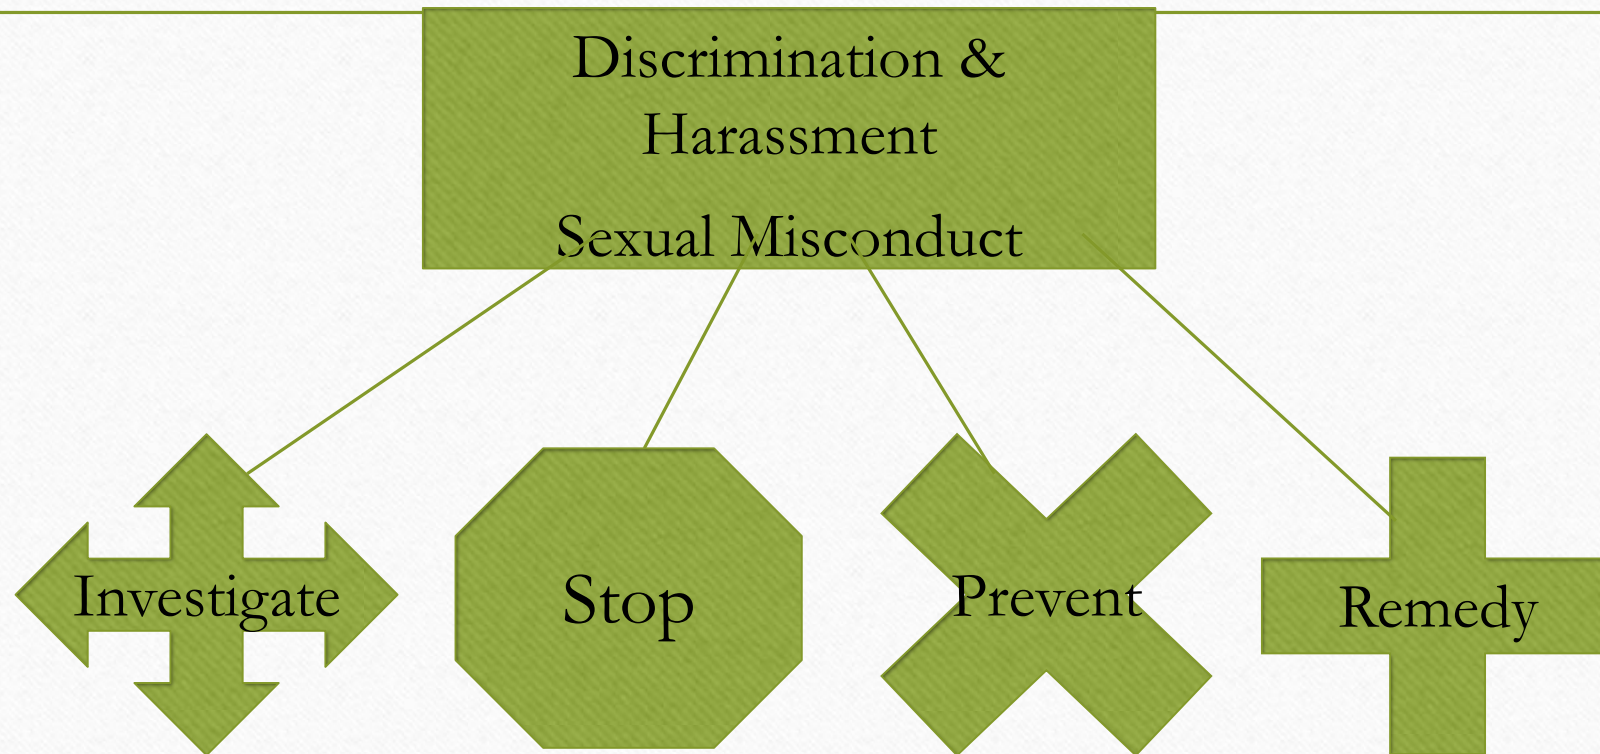 Discrimination &
Harassment
Sexual Misconduct
Investigate
Stop
Prevent
Remedy